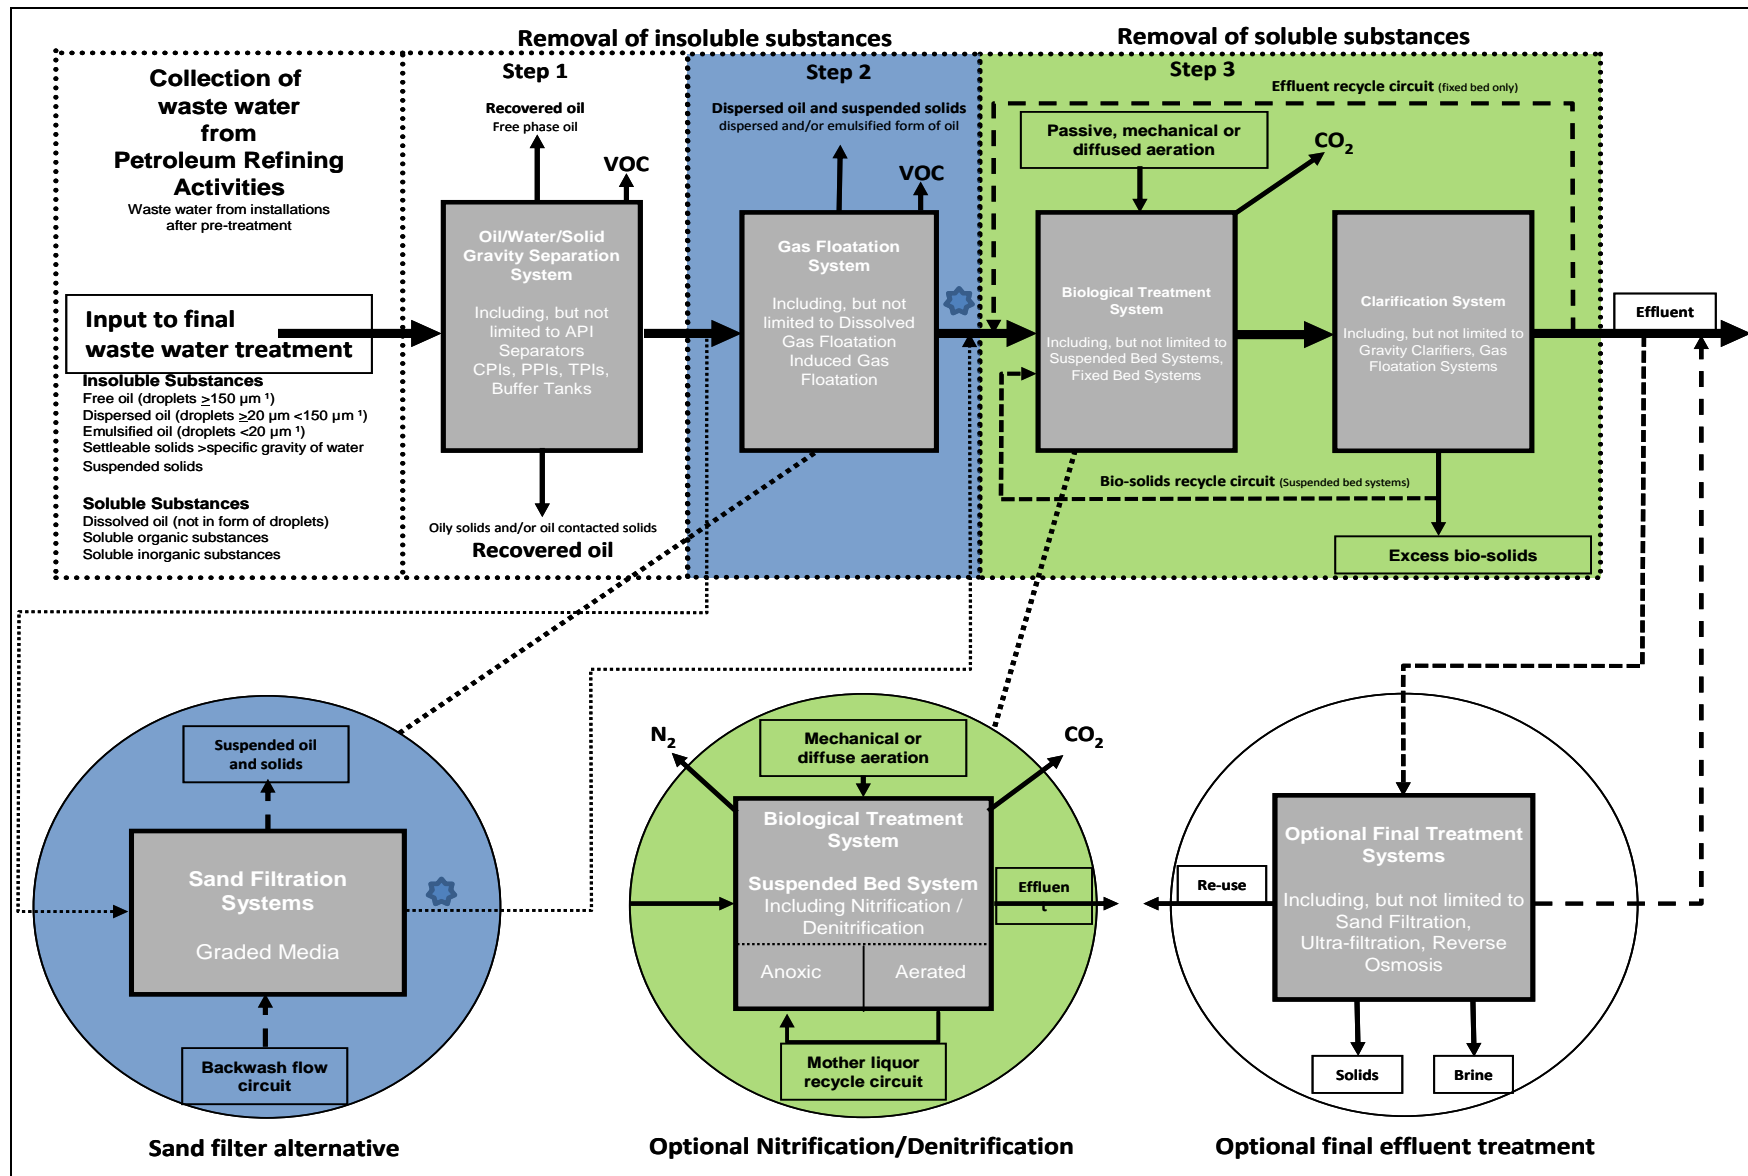 Removal of insoluble substances
Removal of soluble substances
Collection of
waste water
from
Petroleum Refining
Activities
Waste water from installations
after pre-treatment
Input to final
waste water treatment
Insoluble Substances
Free oil (droplets ≥150 µm ¹)
Dispersed oil (droplets ≥20 µm <150 µm ¹)
Emulsified oil (droplets <20 µm ¹)
Settleable solids >specific gravity of water
Suspended solids
Soluble Substances
Dissolved oil (not in form of droplets)
Soluble organic substances
Soluble inorganic substances
Step 1
Recovered oil
Free phase oil
VOC
Oil/Water/Solid
Gravity Separation
System
Including, but not
limited to API
Separators
CPIs, PPIs, TPIs,
Buffer Tanks
Oily solids and/or oil contacted solids
Recovered oil
Step 2
Dispersed oil and suspended solids
dispersed and/or emulsified form of oil
VOC
Gas Floatation
System
Including, but not
limited to Dissolved
Gas Floatation
Induced Gas
Floatation
Step 3
Effluent recycle circuit (fixed bed only)
Passive, mechanical or
diffused aeration
CO₂
Biological Treatment
System
Including, but not limited to
Suspended Bed Systems,
Fixed Bed Systems
Clarification System
Including, but not limited to
Gravity Clarifiers, Gas
Floatation Systems
Effluent
Bio-solids recycle circuit (Suspended bed systems)
Excess bio-solids
Suspended oil
and solids
Sand Filtration
Systems
Graded Media
Backwash flow
circuit
Sand filter alternative
N₂
Mechanical or
diffuse aeration
CO₂
Biological Treatment
System
Suspended Bed System
Including Nitrification /
Denitrification
Anoxic
Aerated
Effluen
t
Mother liquor
recycle circuit
Optional Nitrification/Denitrification
Optional Final Treatment
Systems
Including, but not limited to
Sand Filtration,
Ultra-filtration, Reverse
Osmosis
Re-use
Solids
Brine
Optional final effluent treatment